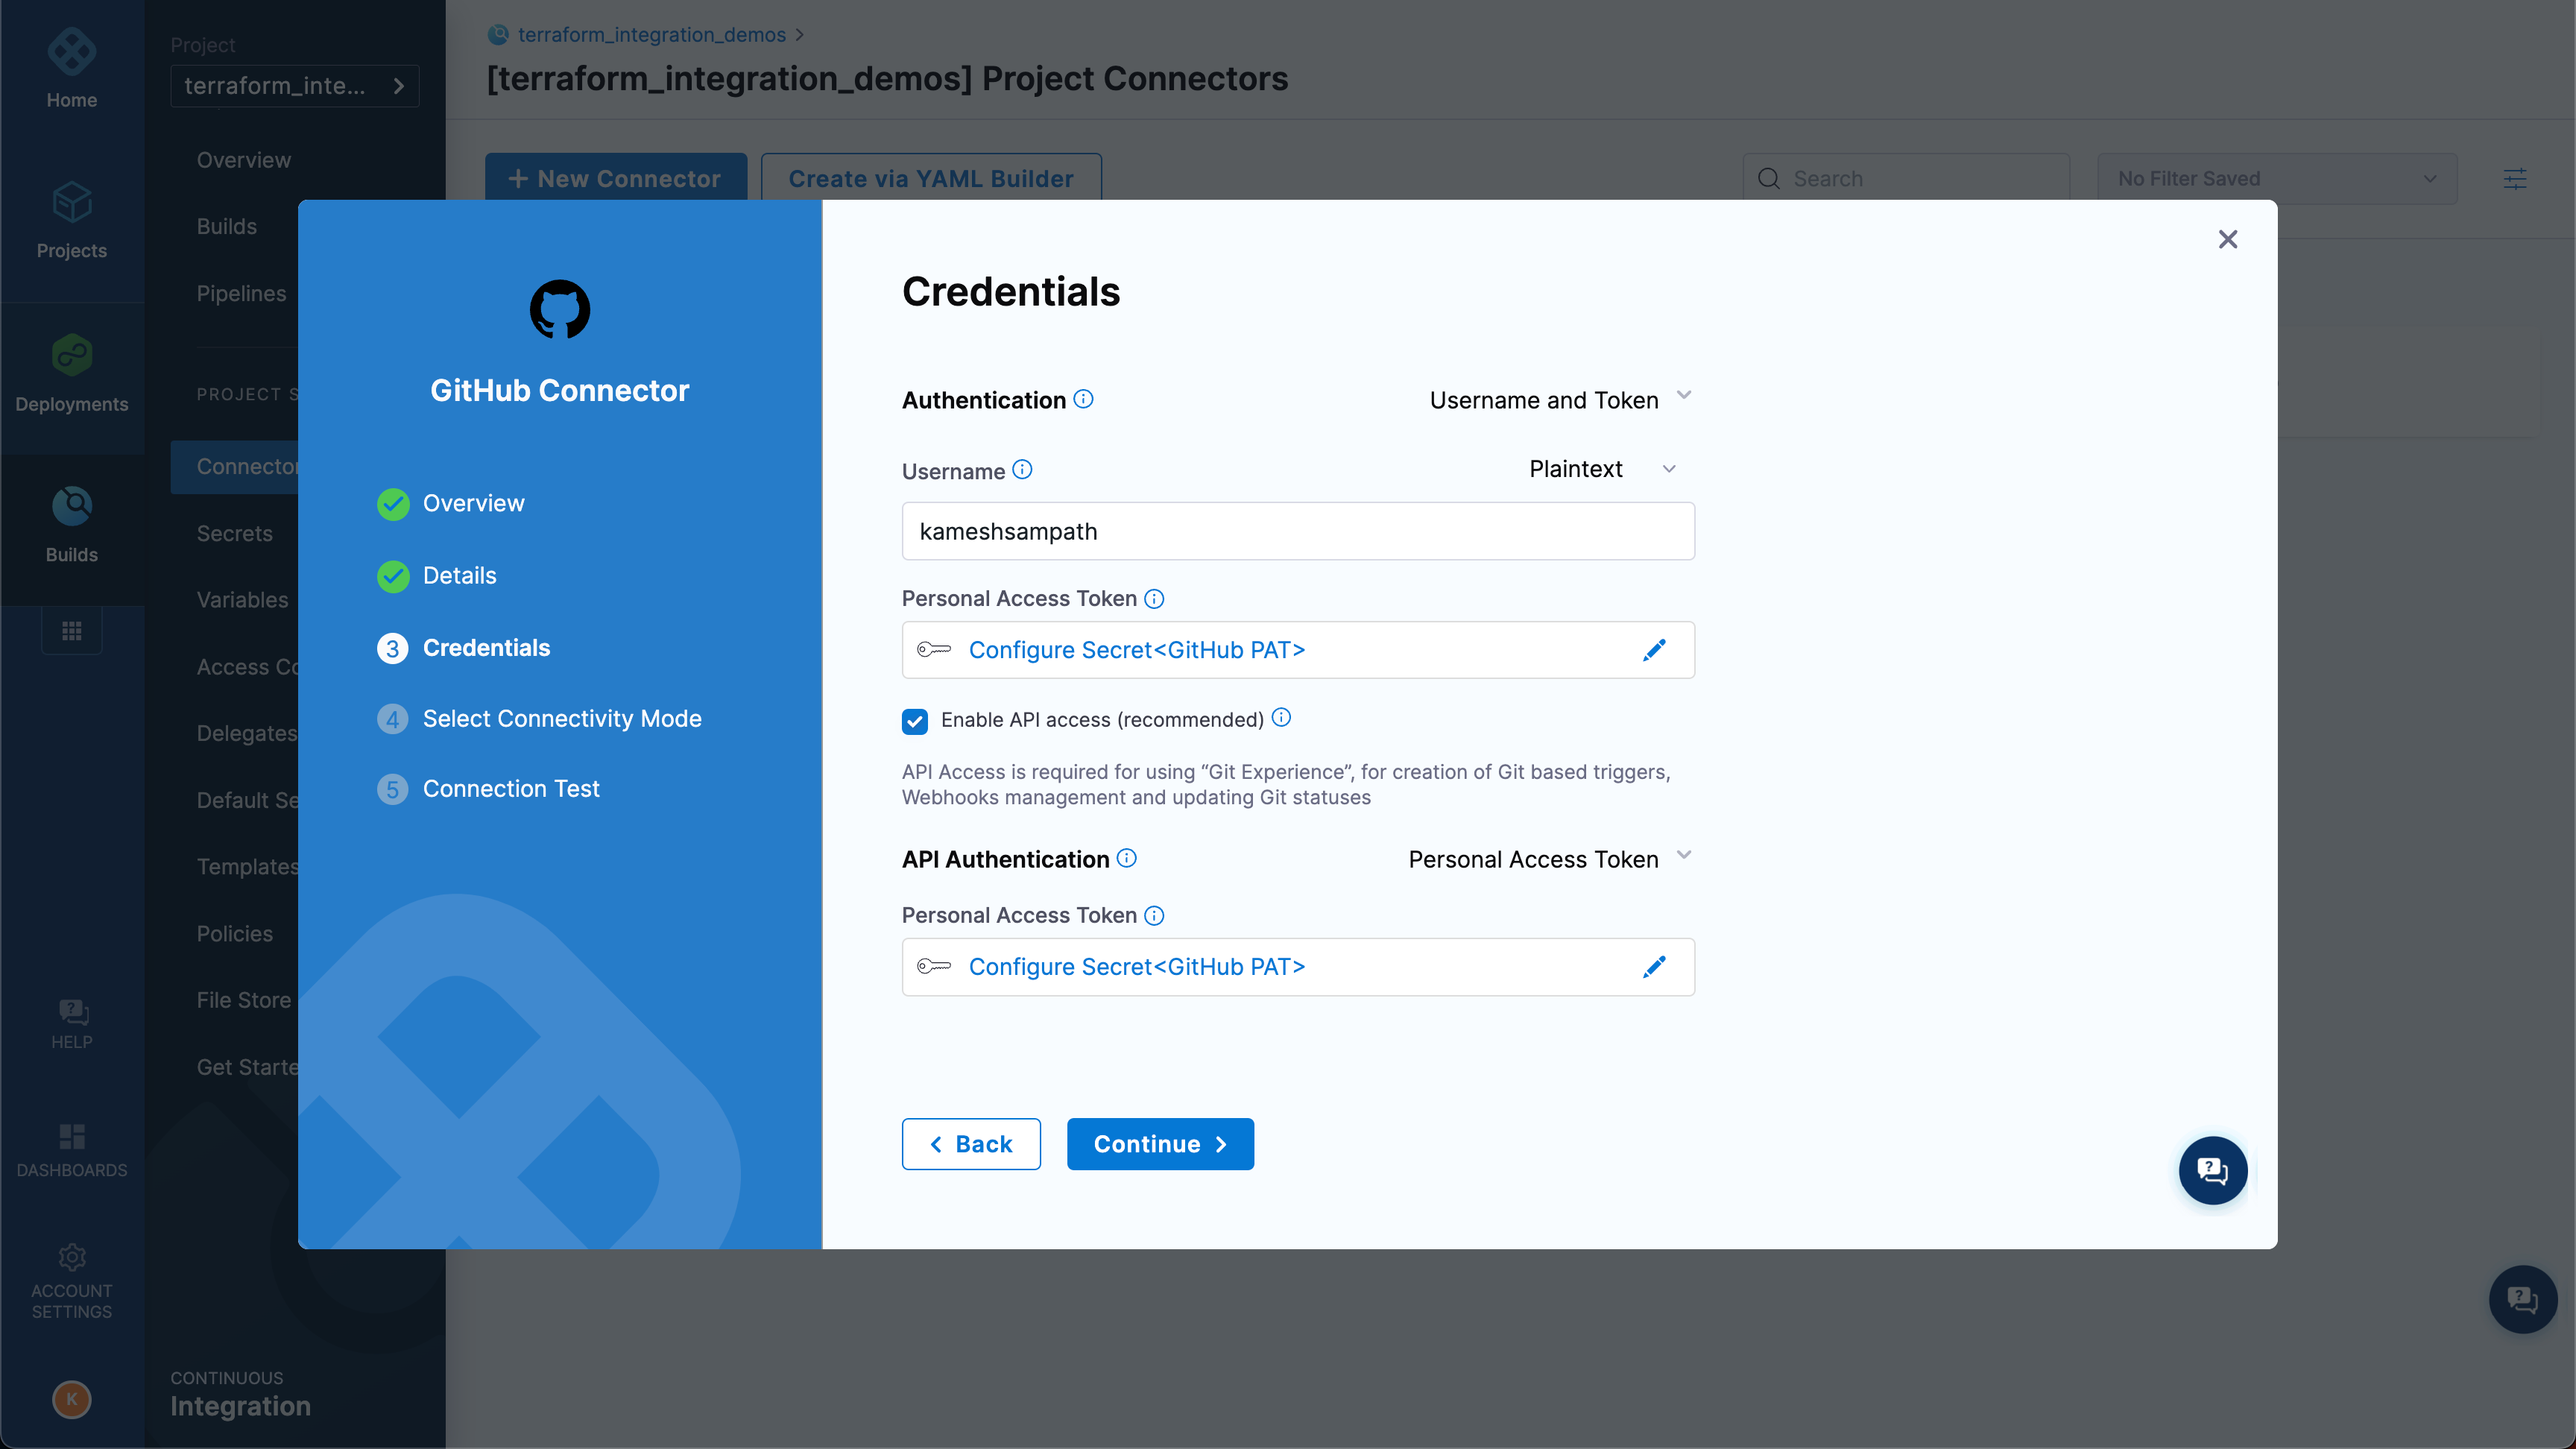 Home
Projects
Deployments
Builds
HELP
DASHBOARDS
ACCOUNT
SETTINGS
K
Project
terraform_inte...
Overview
Builds
Pipelines
PROJECT S
Connector
Secrets
Variables
Access Co
Delegates
Default Se
Templates
Policies
File Store
Get Starte
CONTINUOUS
Integration
terraform_integration_demos
[terraform_integration_demos] Project Connectors
+ New Connector
Create via YAML Builder
Search
No Filter Saved
GitHub Connector
Overview
Details
3 Credentials
4 Select Connectivity Mode
5 Connection Test
Credentials
Authentication
Username and Token
Username
Plaintext
kameshsampath
Personal Access Token
Configure Secret<GitHub PAT>
Enable API access (recommended)
API Access is required for using “Git Experience”, for creation of Git based triggers,
Webhooks management and updating Git statuses
API Authentication
Personal Access Token
Personal Access Token
Configure Secret<GitHub PAT>
Back
Continue